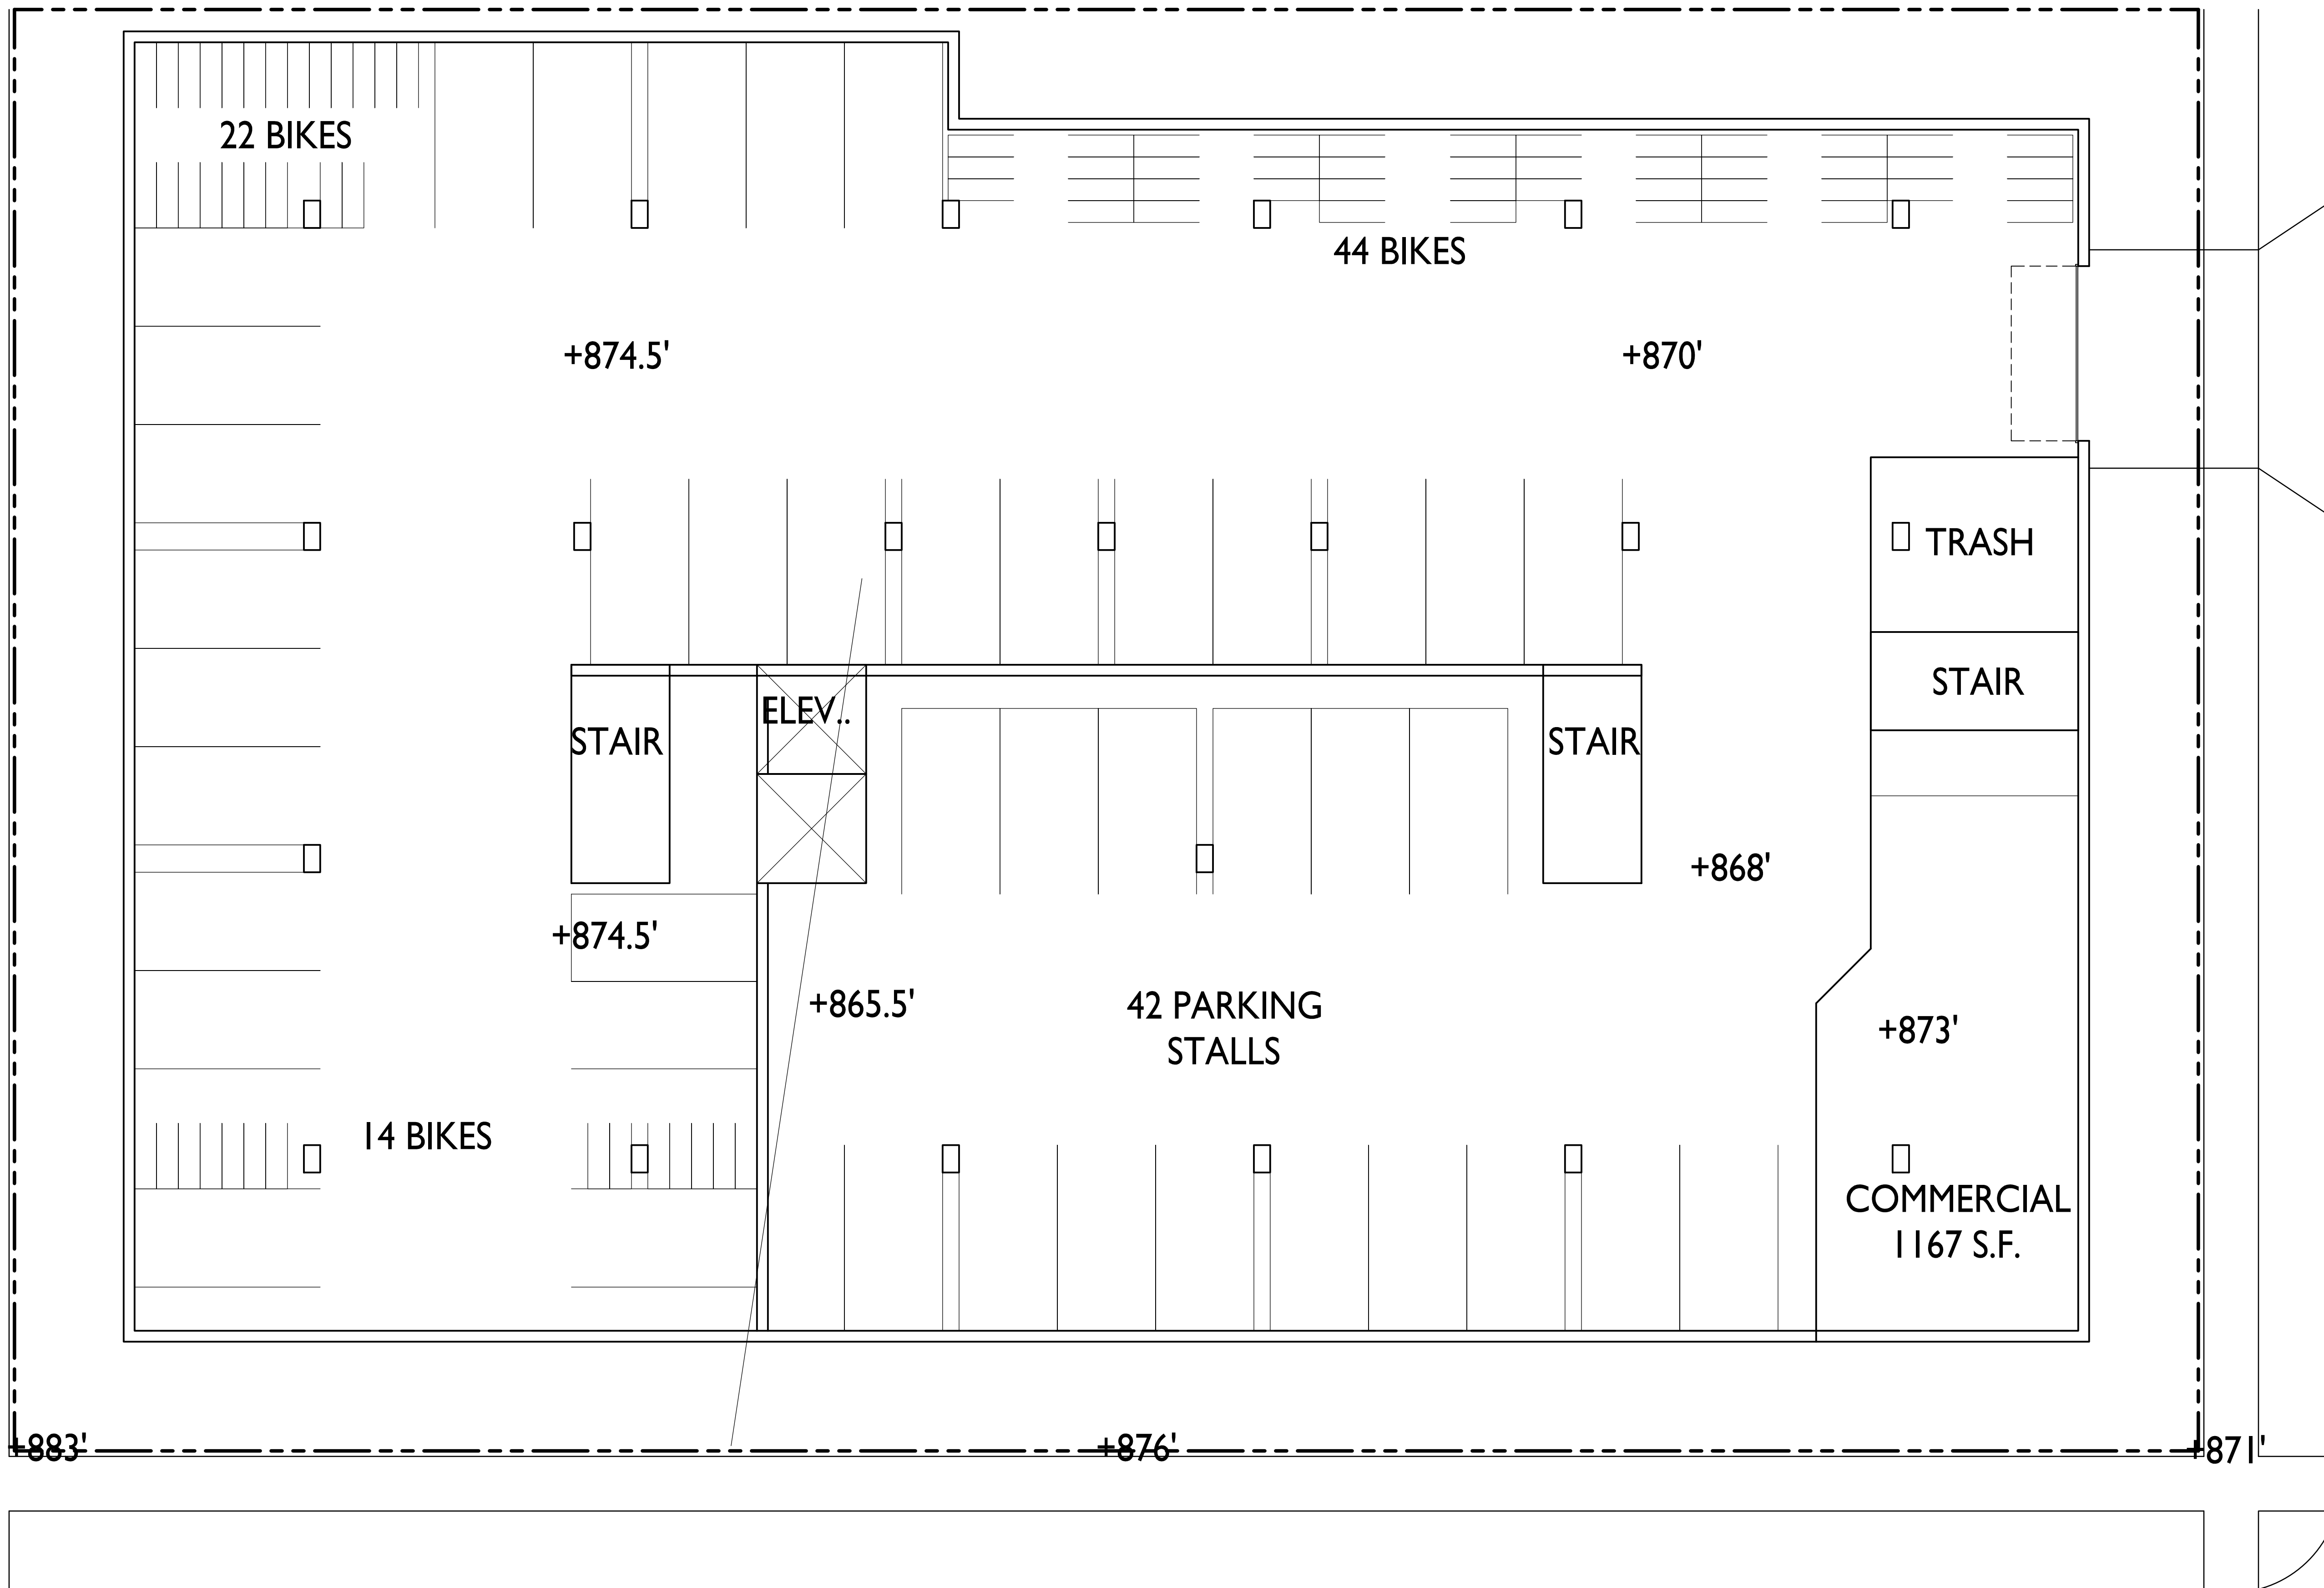 22 BIKES
44 BIKES
+874.5'
+870'
TRASH
STAIR
ELEV..
STAIR
STAIR
+868'
+874.5'
+865.5'
42 PARKING
STALLS
+873'
14 BIKES
COMMERCIAL
1167 S.F.
+883'
+876'
+871'